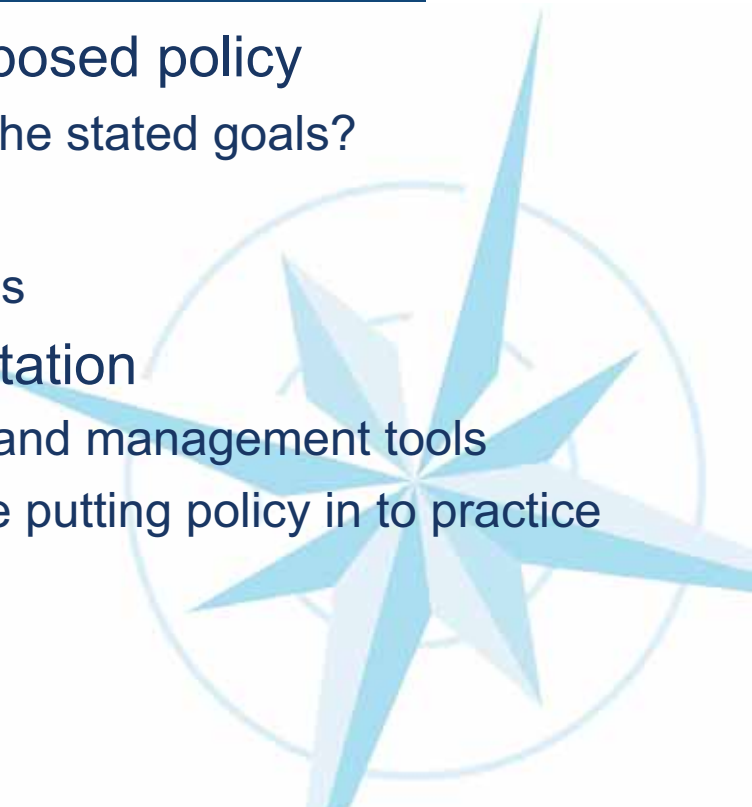 posed policy
he stated goals?
s
tation
and management tools
e putting policy in to practice